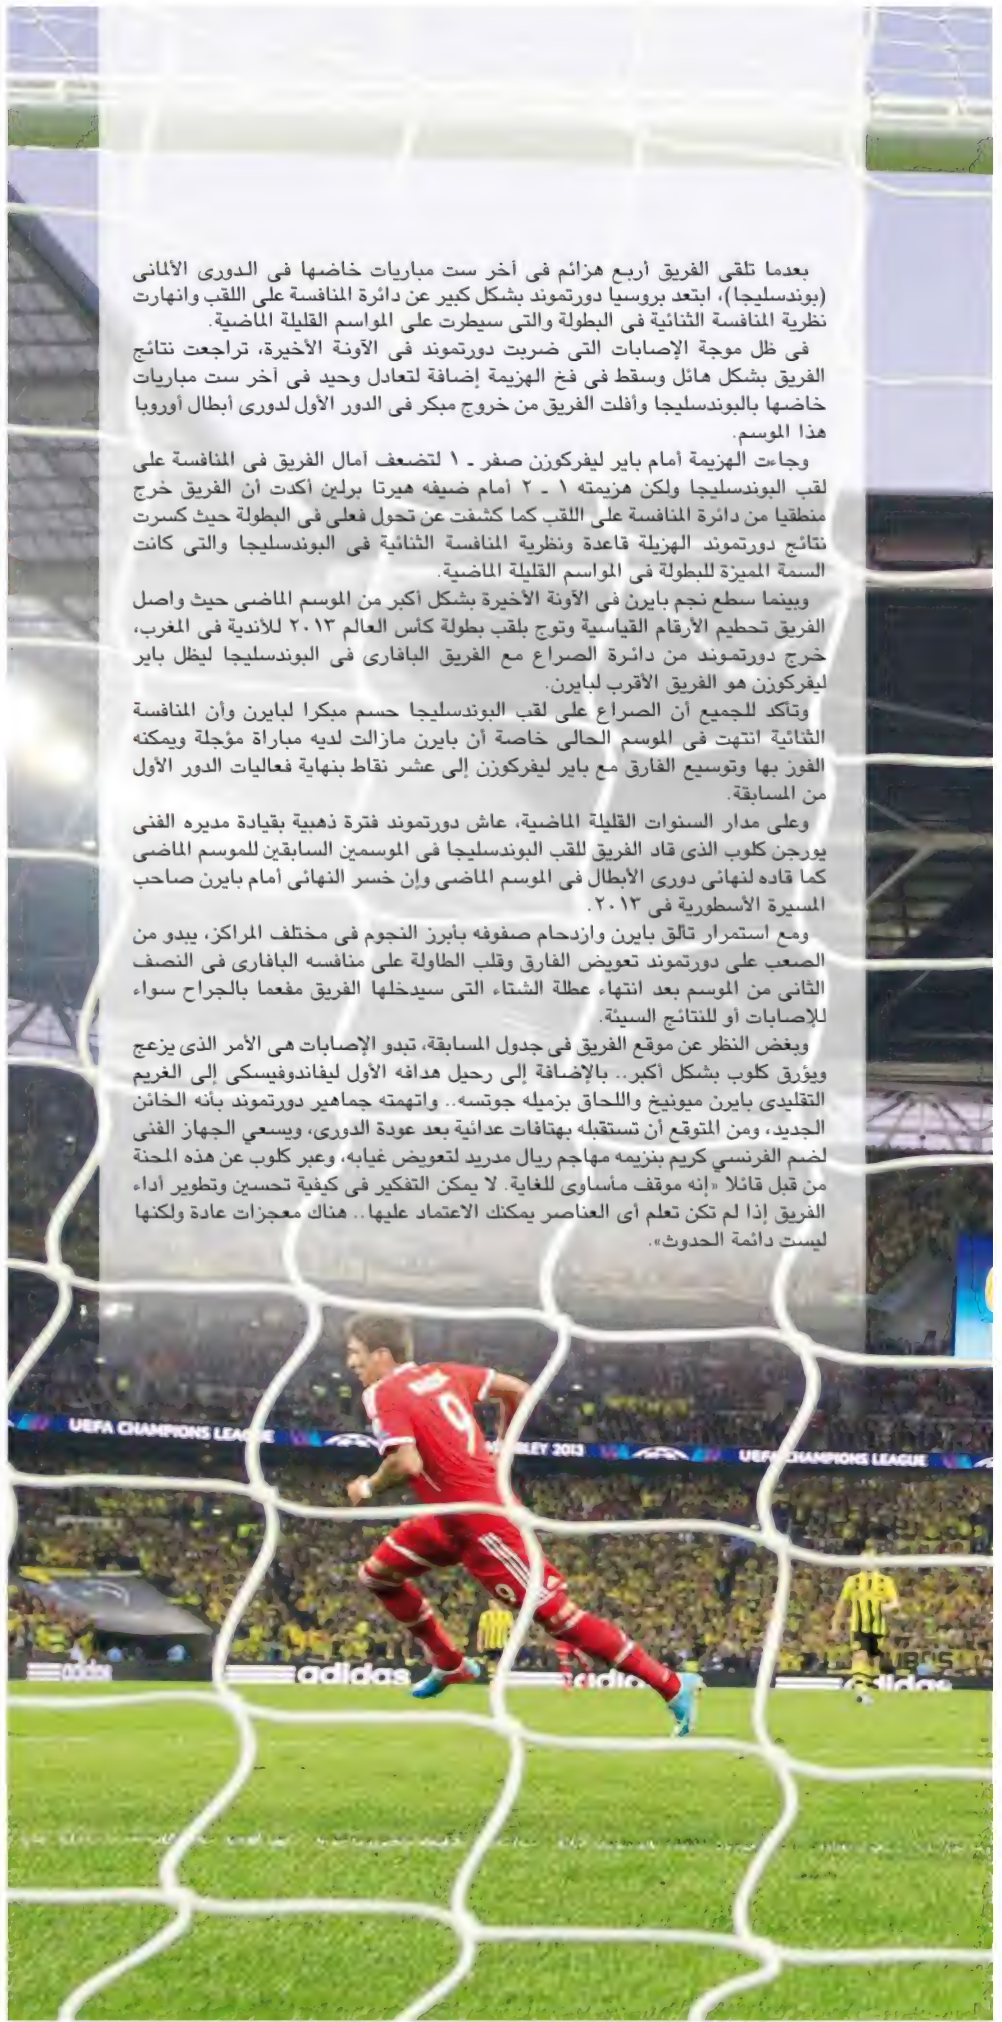 بعدما تلقى الفريق أربع هزائم فى آخر ست مباريات خاضها فى الدورى الألمانى
(بوندسليجا)، ابتعد بروسيا دورتموند بشكل كبير عن دائرة المنافسة على اللقب وانهارت
نظرية المنافسة الثنائية فى البطولة والتى سيطرت على المواسم القليلة الماضية.
فى ظل موجة الإصابات التى ضربت دورتموند فى الآونة الأخيرة، تراجعت نتائج
الفريق بشكل هائل وسقط فى فخ الهزيمة إضافة لتعادل وحيد فى آخر ست مباريات
خاضها بالبوندسليجا وأفلت الفريق من خروج مبكر فى الدور الأول لدورى أبطال أوروبا
هذا الموسم.
وجاءت الهزيمة أمام باير ليفركوزن صفر ـ ١ لتضعف آمال الفريق فى المنافسة على
لقب البوندسليجا ولكن هزيمته ١ ـ ٢ أمام ضيفه هيرتا برلين أكدت أن الفريق خرج
منطقيا من دائرة المنافسة على اللقب كما كشفت عن تحول فعلى فى البطولة حيث كسرت
نتائج دورتموند الهزيلة قاعدة ونظرية المنافسة الثنائية فى البوندسليجا والتى كانت
السمة المميزة للبطولة فى المواسم القليلة الماضية.
وبينما سطع نجم بايرن فى الآونة الأخيرة بشكل أكبر من الموسم الماضى حيث واصل
الفريق تحطيم الأرقام القياسية وتوج بلقب بطولة كأس العالم ٢٠١٣ للأندية فى المغرب،
خرج دورتموند من دائرة الصراع مع الفريق البافارى فى البوندسليجا ليظل باير
ليفركوزن هو الفريق الأقرب لبايرن.
وتأكد للجميع أن الصراع على لقب البوندسليجا حسم مبكرا لبايرن وأن المنافسة
الثنائية انتهت فى الموسم الحالى خاصة أن بايرن مازالت لديه مباراة مؤجلة ويمكنه
الفوز بها وتوسيع الفارق مع باير ليفركوزن إلى عشر نقاط بنهاية فعاليات الدور الأول
من المسابقة.
وعلى مدار السنوات القليلة الماضية، عاش دورتموند فترة ذهبية بقيادة مديره الفنى
يورجن كلوب الذى قاد الفريق للقب البوندسليجا فى الموسمين السابقين للموسم الماضى
كما قاده لنهائى دورى الأبطال فى الموسم الماضى وإن خسر النهائى أمام بايرن صاحب
المسيرة الأسطورية فى ٢٠١٣.
ومع استمرار تألق بايرن وازدحام صفوفه بأبرز النجوم فى مختلف المراكز، يبدو من
الصعب على دورتموند تعويض الفارق وقلب الطاولة على منافسه البافارى فى النصف
الثانى من الموسم بعد انتهاء عطلة الشتاء التى سيدخلها الفريق مفعما بالجراح سواء
للإصابات أو للنتائج السيئة.
وبغض النظر عن موقع الفريق فى جدول المسابقة، تبدو الإصابات هى الأمر الذى يزعج
ويؤرق كلوب بشكل أكبر.. بالإضافة إلى رحيل هدافه الأول ليفاندوفيسكى إلى الغريم
التقليدى بايرن ميونيخ واللحاق بزميله جوتسه.. واتهمته جماهير دورتموند بأنه الخائن
الجديد، ومن المتوقع أن تستقبله بهتافات عدائية بعد عودة الدورى، ويسعي الجهاز الفنى
لضم الفرنسي كريم بنزيمه مهاجم ريال مدريد لتعويض غيابه، وعبر كلوب عن هذه المحنة
من قبل قائلا «إنه موقف مأساوى للغاية. لا يمكن التفكير فى كيفية تحسين وتطوير أداء
الفريق إذا لم تكن تعلم أى العناصر يمكنك الاعتماد عليها.. هناك معجزات عادة ولكنها
ليست دائمة الحدوث».
9
UEFA CHAMPIONS LEAGUE
2013
UEFA CHAMPIONS LEAGUE
9
adidas
adidas